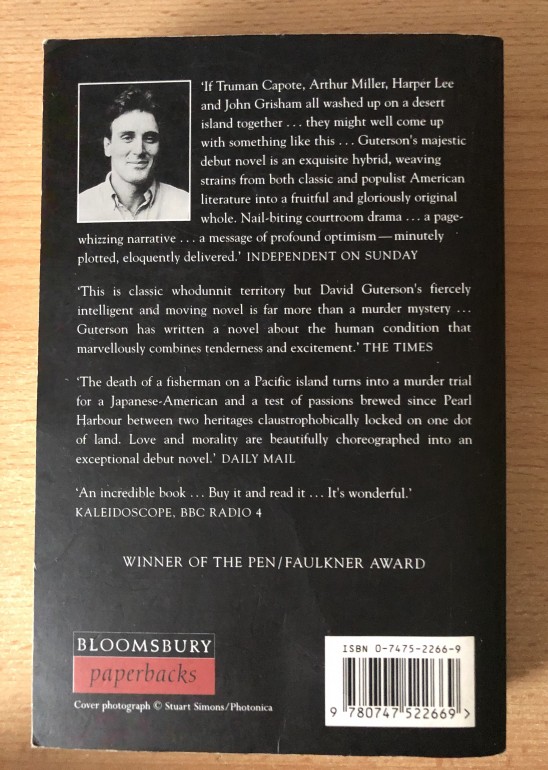 'If Truman Capote, Arthur Miller, Harper Lee
and John Grisham all washed up on a desert
island together ... they might well come up
with something like this ... Guterson's majestic
debut novel is an exquisite hybrid, weaving
strains from both classic and populist American
literature into a fruitful and gloriously original
whole. Nail-biting courtroom drama ... a page-
whizzing narrative ... a message of profound optimism — minutely
plotted, eloquently delivered.' INDEPENDENT ON SUNDAY
'This is classic whodunnit territory but David Guterson's fiercely
intelligent and moving novel is far more than a murder mystery ...
Guterson has written a novel about the human condition that
marvellously combines tenderness and excitement.' THE TIMES
'The death of a fisherman on a Pacific island turns into a murder trial
for a Japanese-American and a test of passions brewed since Pearl
Harbour between two heritages claustrophobically locked on one dot
of land. Love and morality are beautifully choreographed into an
exceptional debut novel.' DAILY MAIL
'An incredible book ... Buy it and read it ... It's wonderful.'
KALEIDOSCOPE, BBC RADIO 4
WINNER OF THE PEN/FAULKNER AWARD
BLOOMSBURY
paperbacks
Cover photograph © Stuart Simons/Photonica
ISBN 0-7475-2266-9
9 780747 522669 >